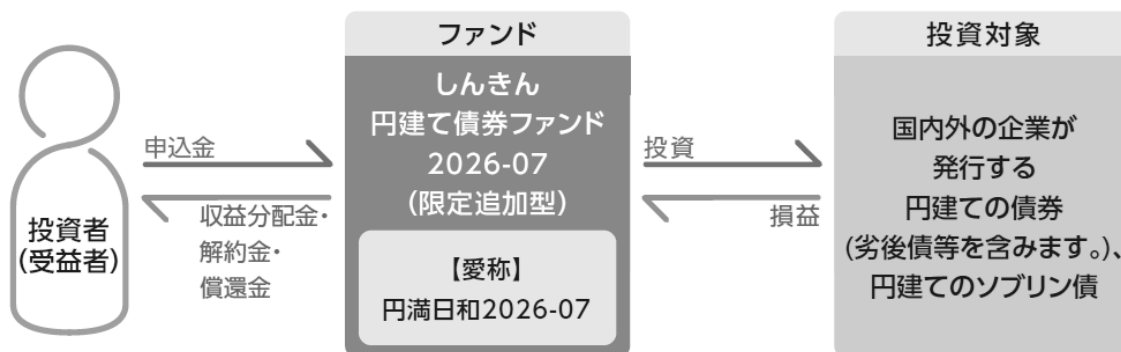 投資者
(受益者)
申込金
収益分配金・
解約金・
償還金
ファンド
しんきん
円建て債券ファンド
2026-07
(限定追加型)
【愛称】
円満日和2026-07
投資
損益
投資対象
国内外の企業が
発行する
円建ての債券
(劣後債等を含みます。)、
円建てのソブリン債